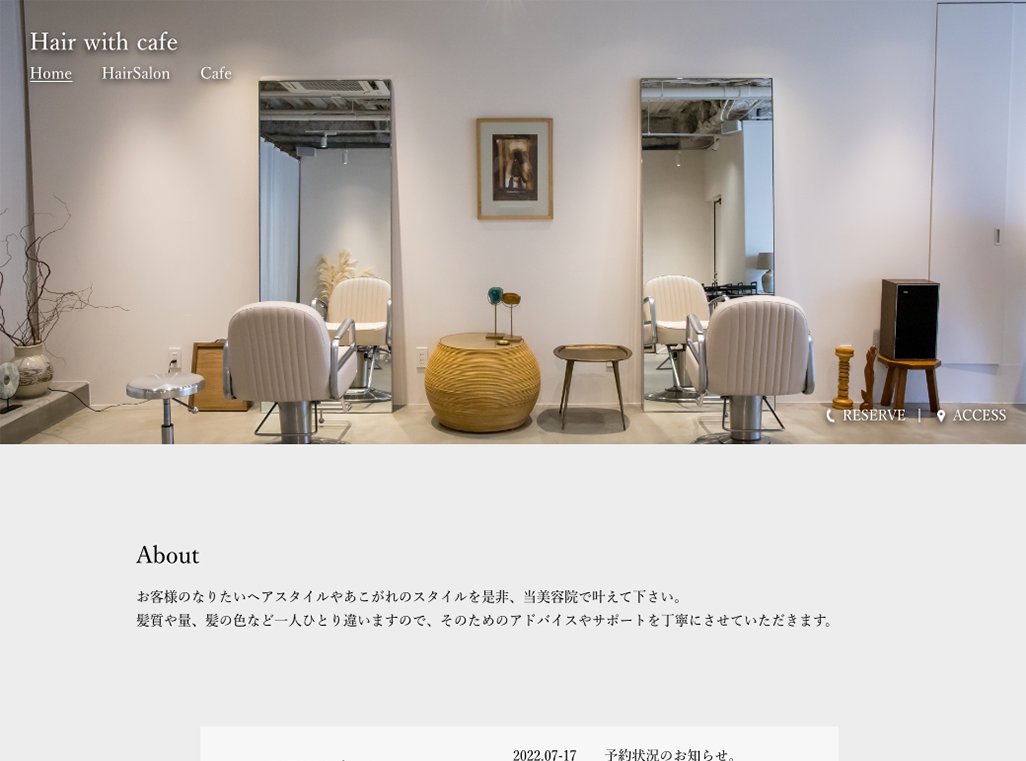 Hair with cafe
Home HairSalon Cafe
RESERVE | ACCESS
About
お客様のなりたいヘアスタイルやあこがれのスタイルを是非、当美容院で叶えて下さい。
髪質や量、髪の色など一人ひとり違いますので、そのためのアドバイスやサポートを丁寧にさせていただきます。
2022.07-17 予約状況のお知らせ。